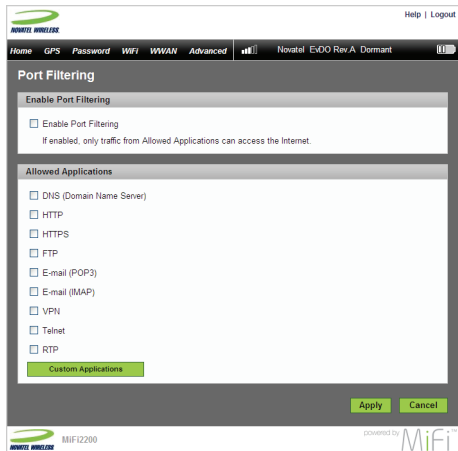 Help | Logout
NOVATEL WIRELESS.
Home GPS Password WiFi WWAN Advanced Novatel EvDO Rev.A Dormant
Port Filtering
Enable Port Filtering
Enable Port Filtering
If enabled, only traffic from Allowed Applications can access the Internet.
Allowed Applications
DNS (Domain Name Server)
HTTP
HTTPS
FTP
E-mail (POP3)
E-mail (IMAP)
VPN
Telnet
RTP
Custom Applications
Apply Cancel
NOVATEL WIRELESS MiFi2200 powered by MiFi™